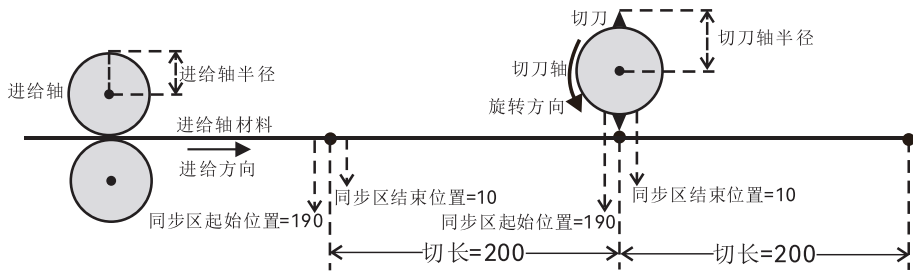 切刀
切刀轴半径
进给轴半径
切刀轴
进给轴
旋转方向
进给轴材料
进给方向
同步区结束位置=10
同步区结束位置=10
同步区起始位置=190
同步区起始位置=190
切长=200
切长=200